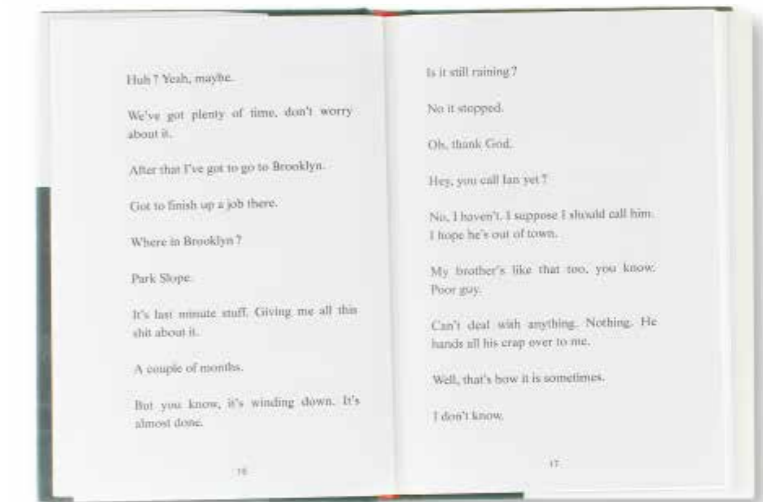 Huh ? Yeah, maybe.
We've got plenty of time, don't worry
about it.
After that I've got to go to Brooklyn.
Got to finish up a job there.
Where in Brooklyn ?
Park Slope.
It's last minute stuff. Giving me all this
shit about it.
A couple of months.
But you know, it's winding down. It's
almost done.
16
Is it still raining ?
No it stopped.
Oh, thank God.
Hey, you call Ian yet ?
No, I haven't. I suppose I should call him.
I hope he's out of town.
My brother's like that too, you know.
Poor guy.
Can't deal with anything. Nothing. He
hands all his crap over to me.
Well, that's how it is sometimes.
I don't know.
17